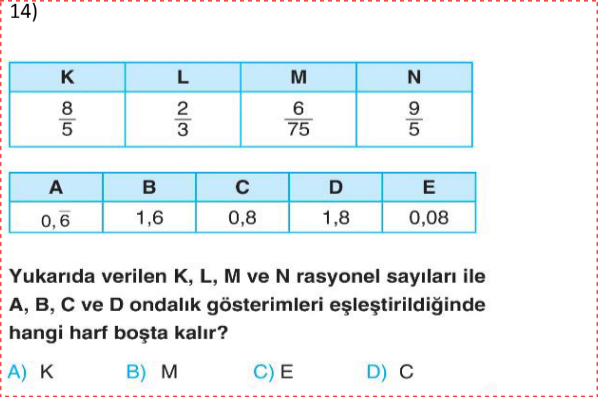 14)
K L M N
8/5 2/3 6/75 9/5
A B C D E
0,6̅ 1,6 0,8 1,8 0,08
Yukarıda verilen K, L, M ve N rasyonel sayıları ile
A, B, C ve D ondalık gösterimleri eşleştirildiğinde
hangi harf boşta kalır?
A) K B) M C) E D) C